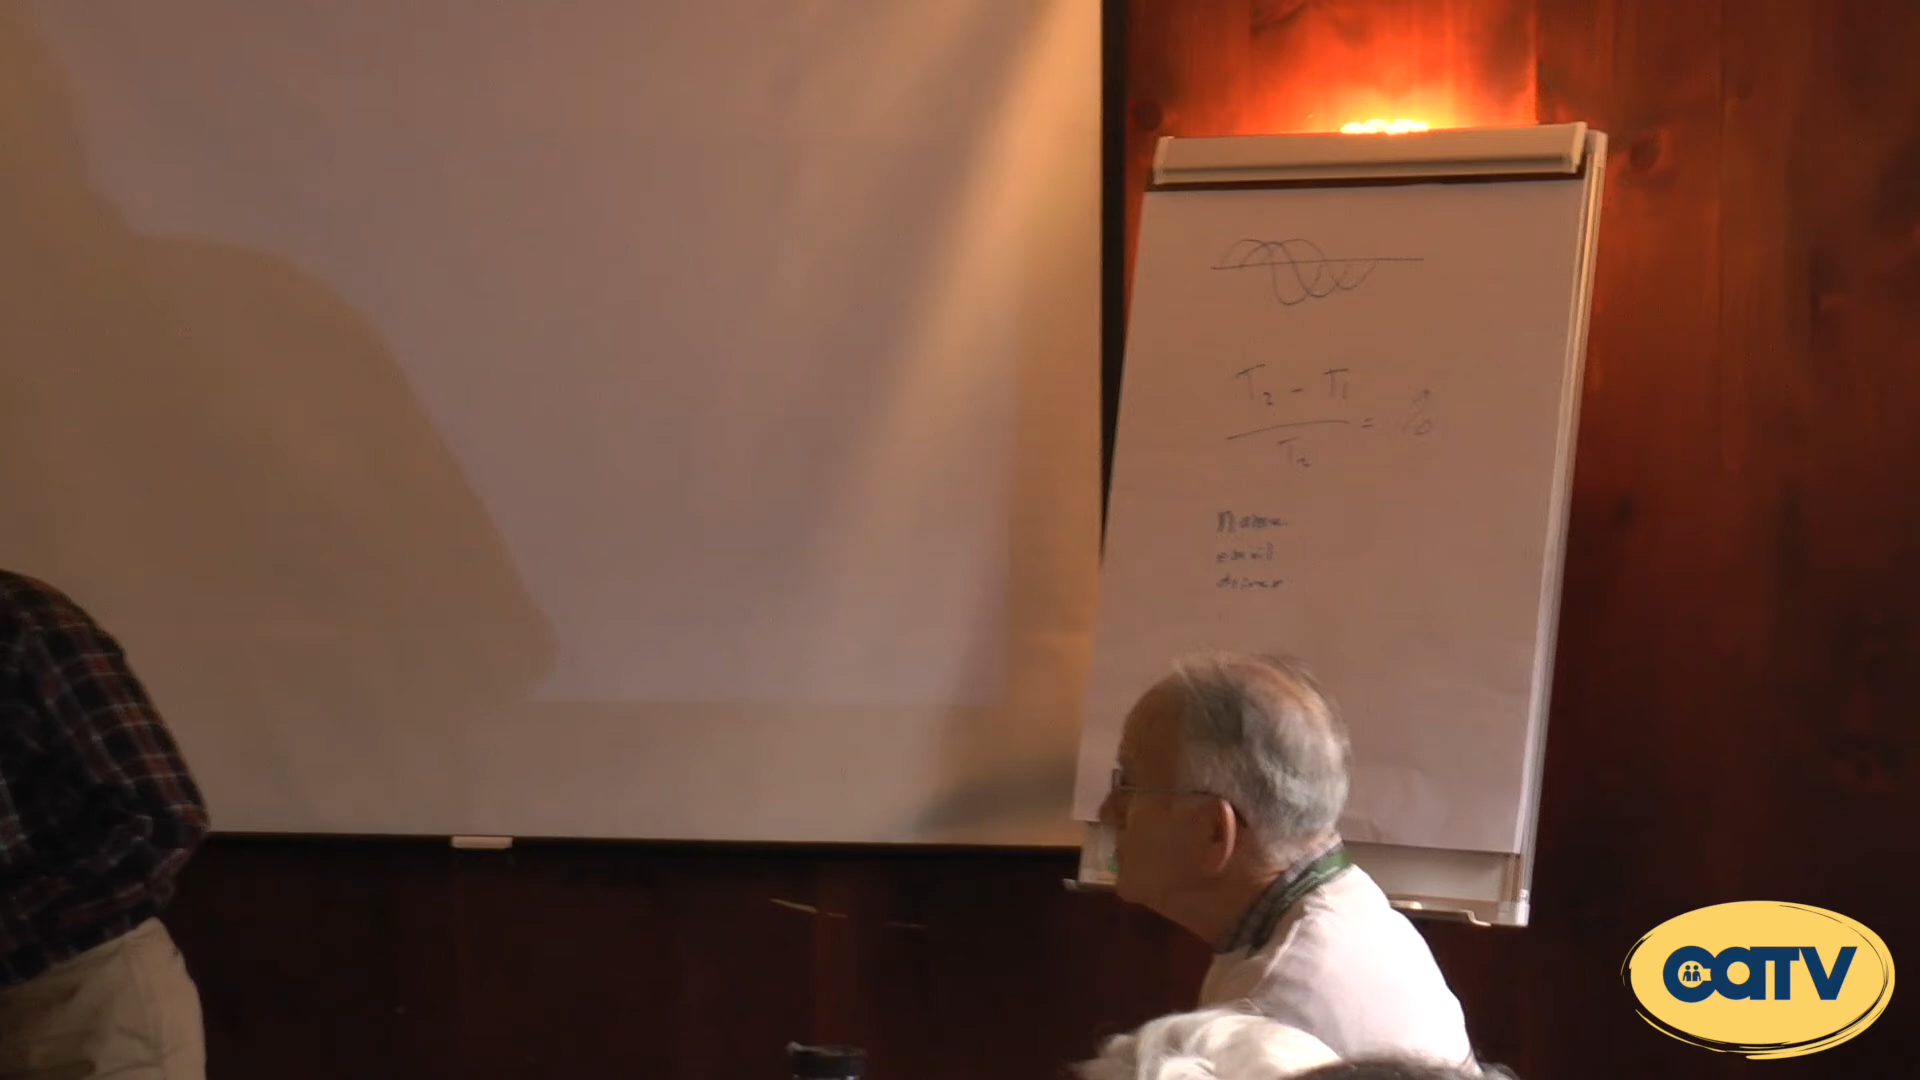 T₂ - T₁
T₂
= %
Name
email
CATV